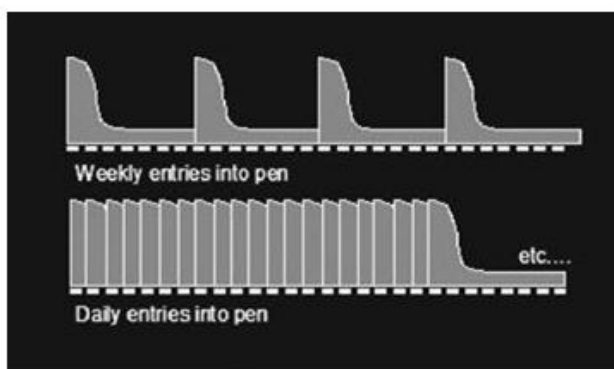 Weekly entries into pen
etc....
Daily entries into pen